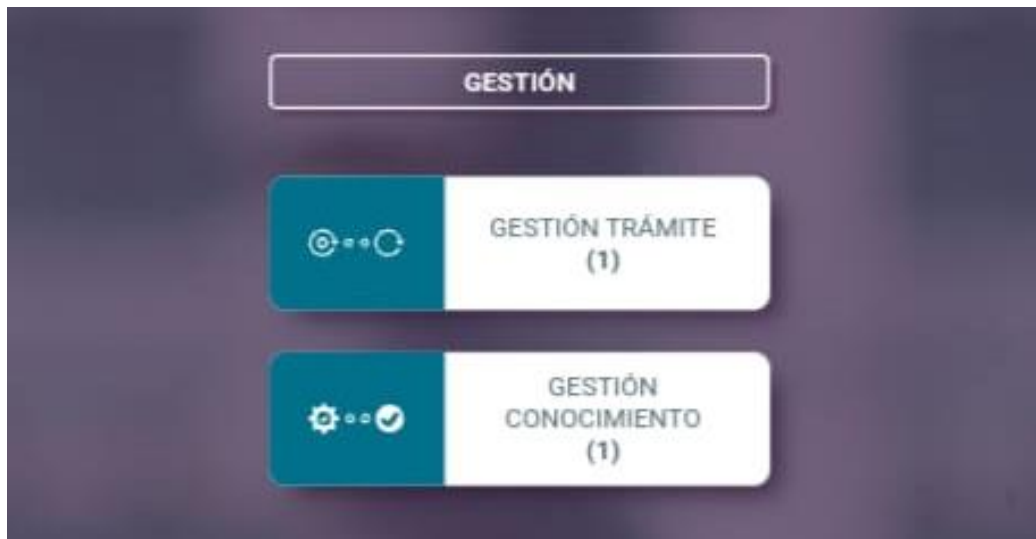 GESTIÓN
GESTIÓN TRÁMITE
(1)
GESTIÓN
CONOCIMIENTO
(1)